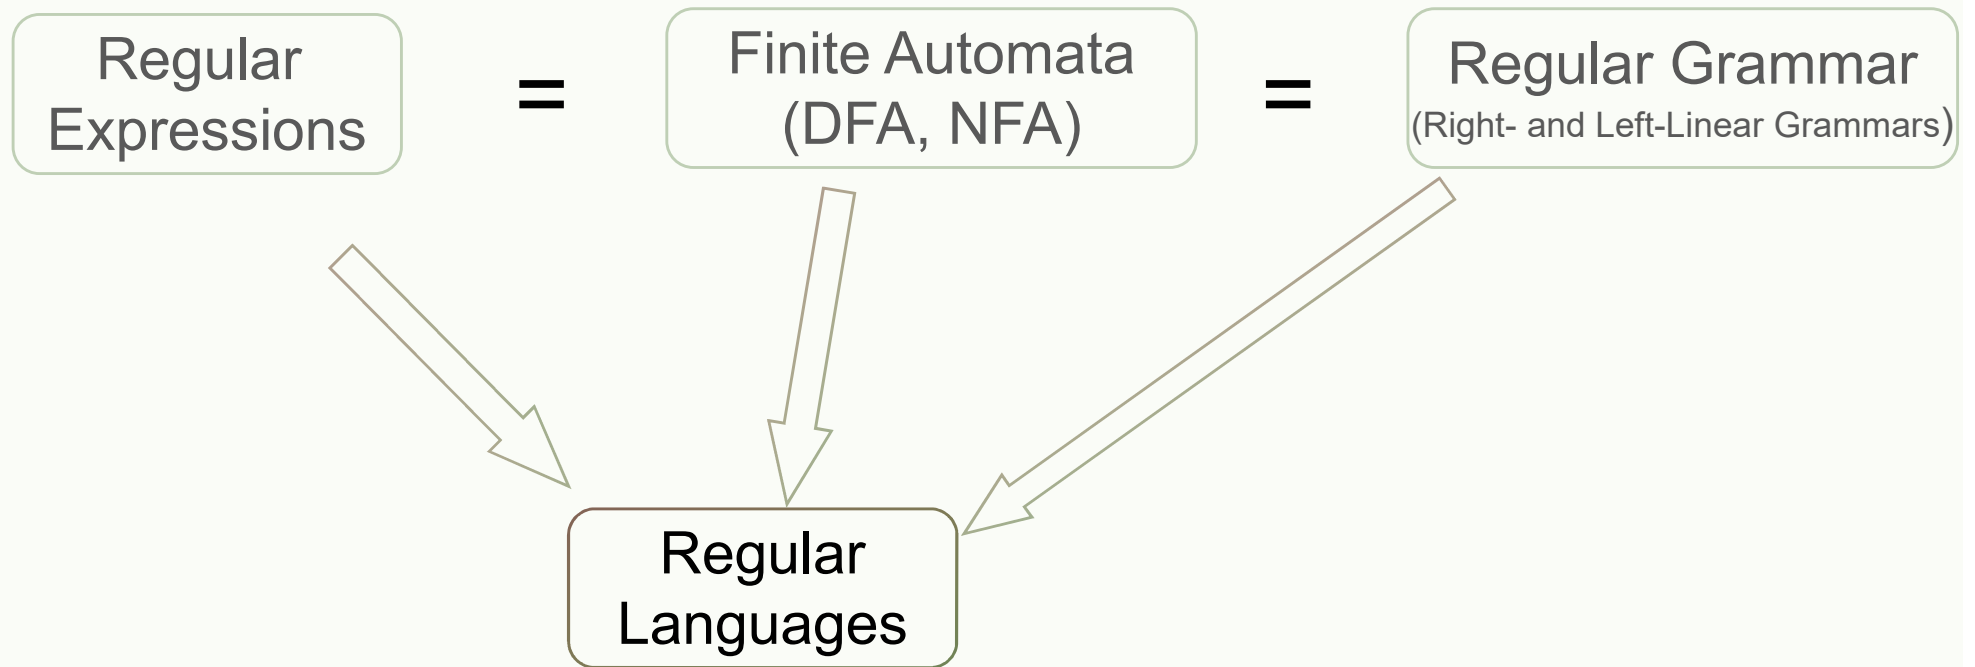 Regular
Expressions
=
Finite Automata
(DFA, NFA)
=
Regular Grammar
(Right- and Left-Linear Grammars)
Regular
Languages